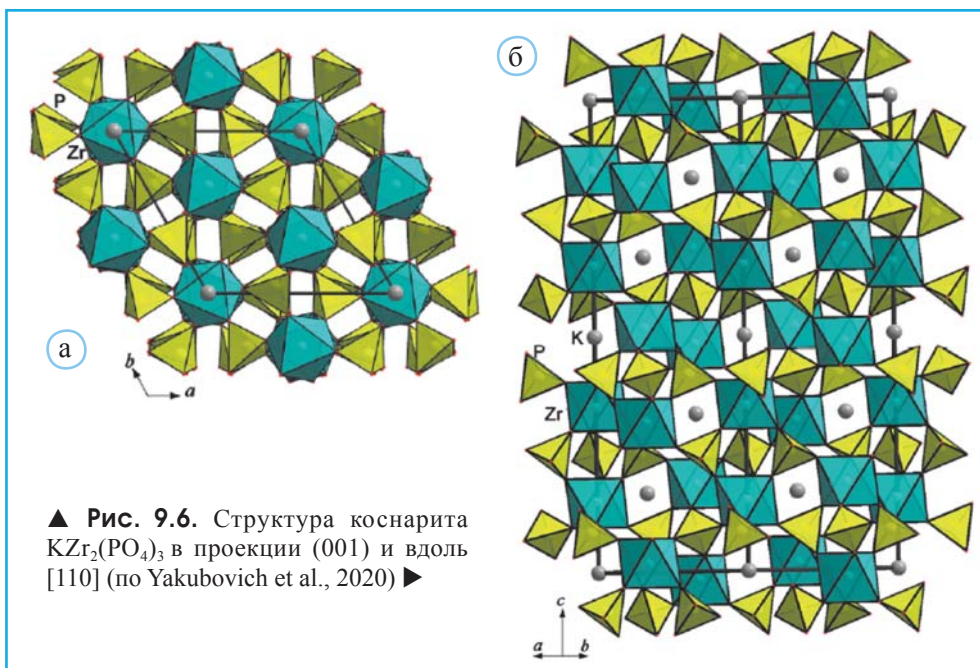 P
Zr
а
b
a
▲ Рис. 9.6. Структура коснарита
KZr₂(PO₄)₃ в проекции (001) и вдоль
[110] (по Yakubovich et al., 2020) ►
б
K
P
Zr
c
a
b